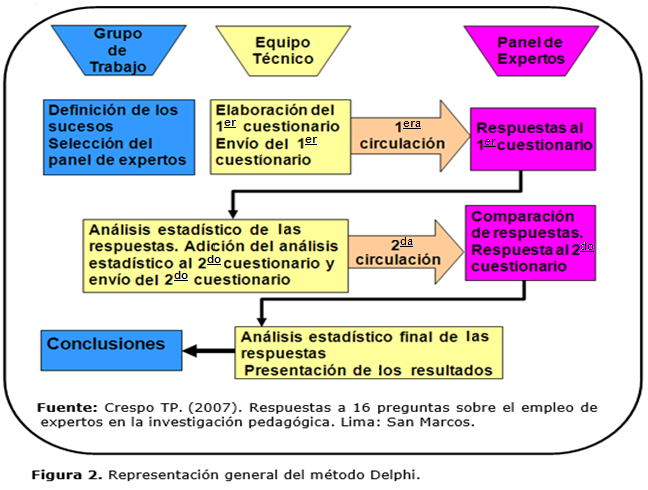 Grupo
de
Trabajo
Equipo
Técnico
Panel de
Expertos
Definición de los
sucesos
Selección del
panel de expertos
Elaboración del
1er cuestionario
Envío del 1er
cuestionario
1era
circulación
Respuestas al
1er cuestionario
Análisis estadístico de las
respuestas. Adición del análisis
estadístico al 2do cuestionario y
envío del 2do cuestionario
2da
circulación
Comparación
de respuestas.
Respuesta al 2do
cuestionario
Conclusiones
Análisis estadístico final de las
respuestas
Presentación de los resultados
Fuente: Crespo TP. (2007). Respuestas a 16 preguntas sobre el empleo de
expertos en la investigación pedagógica. Lima: San Marcos.
Figura 2. Representación general del método Delphi.